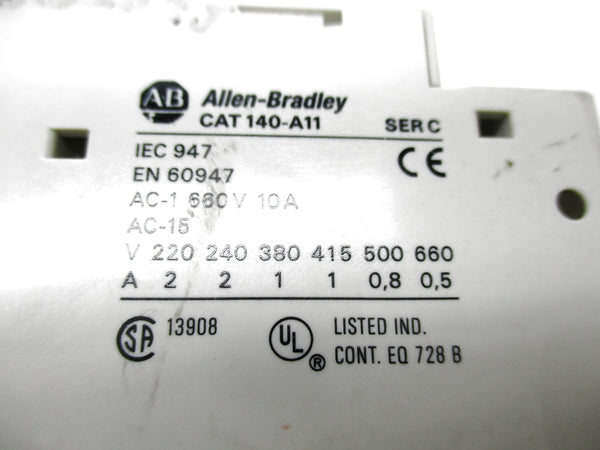 AB Allen-Bradley
CAT 140-A11 SER C
IEC 947 CE
EN 60947
AC-1 660V 10A
AC-15
V 220 240 380 415 500 660
A 2 2 1 1 0,8 0,5
SA 13908 UL ® LISTED IND.
CONT. EQ 728 B